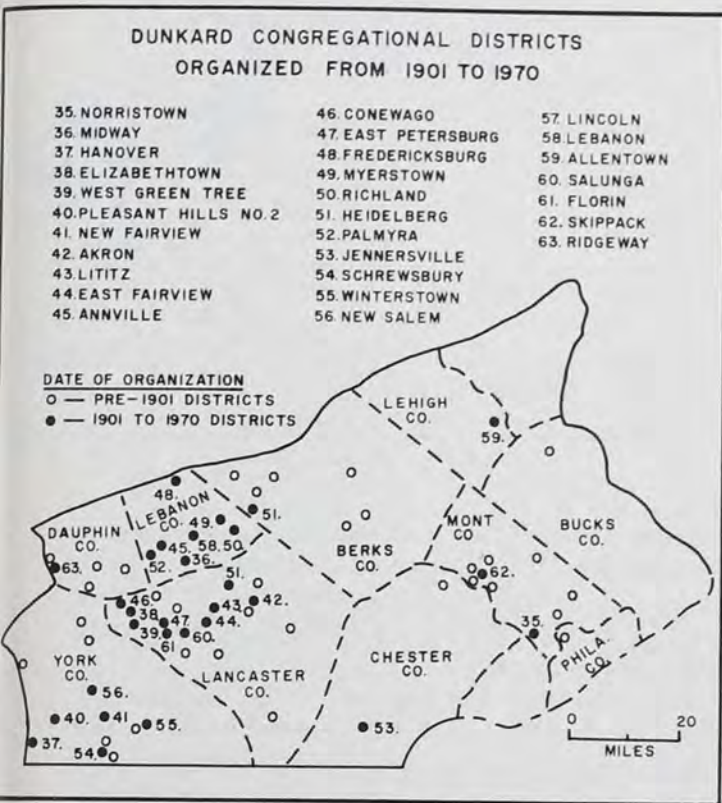 DUNKARD CONGREGATIONAL DISTRICTS
ORGANIZED FROM 1901 TO 1970
35. NORRISTOWN
36. MIDWAY
37. HANOVER
38. ELIZABETHTOWN
39. WEST GREEN TREE
40. PLEASANT HILLS NO. 2
41. NEW FAIRVIEW
42. AKRON
43. LITITZ
44. EAST FAIRVIEW
45. ANNVILLE
46. CONEWAGO
47. EAST PETERSBURG
48. FREDERICKSBURG
49. MYERSTOWN
50. RICHLAND
51. HEIDELBERG
52. PALMYRA
53. JENNERSVILLE
54. SCHREWSBURY
55. WINTERSTOWN
56. NEW SALEM
57. LINCOLN
58. LEBANON
59. ALLENTOWN
60. SALUNGA
61. FLORIN
62. SKIPPACK
63. RIDGEWAY
DATE OF ORGANIZATION
O — PRE-1901 DISTRICTS
● — 1901 TO 1970 DISTRICTS
LEHIGH
CO.
59.
48.
LEBANON
CO.
49.
51.
DAUPHIN
CO.
45.
58.
50.
52.
36.
63.
BERKS
CO.
MONT
CO.
BUCKS
CO.
62.
51.
46.
43.
42.
38.
47.
44.
39.
60.
61
35.
PHILA.
CO.
YORK
CO.
LANCASTER
CO.
CHESTER
CO.
56.
40.
41
55.
53.
37.
54.
0 20
MILES